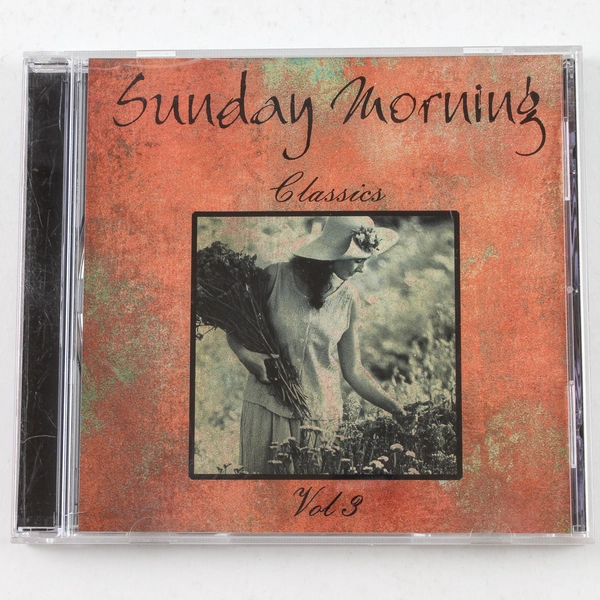 Sunday Morning
Classics
Vol 3